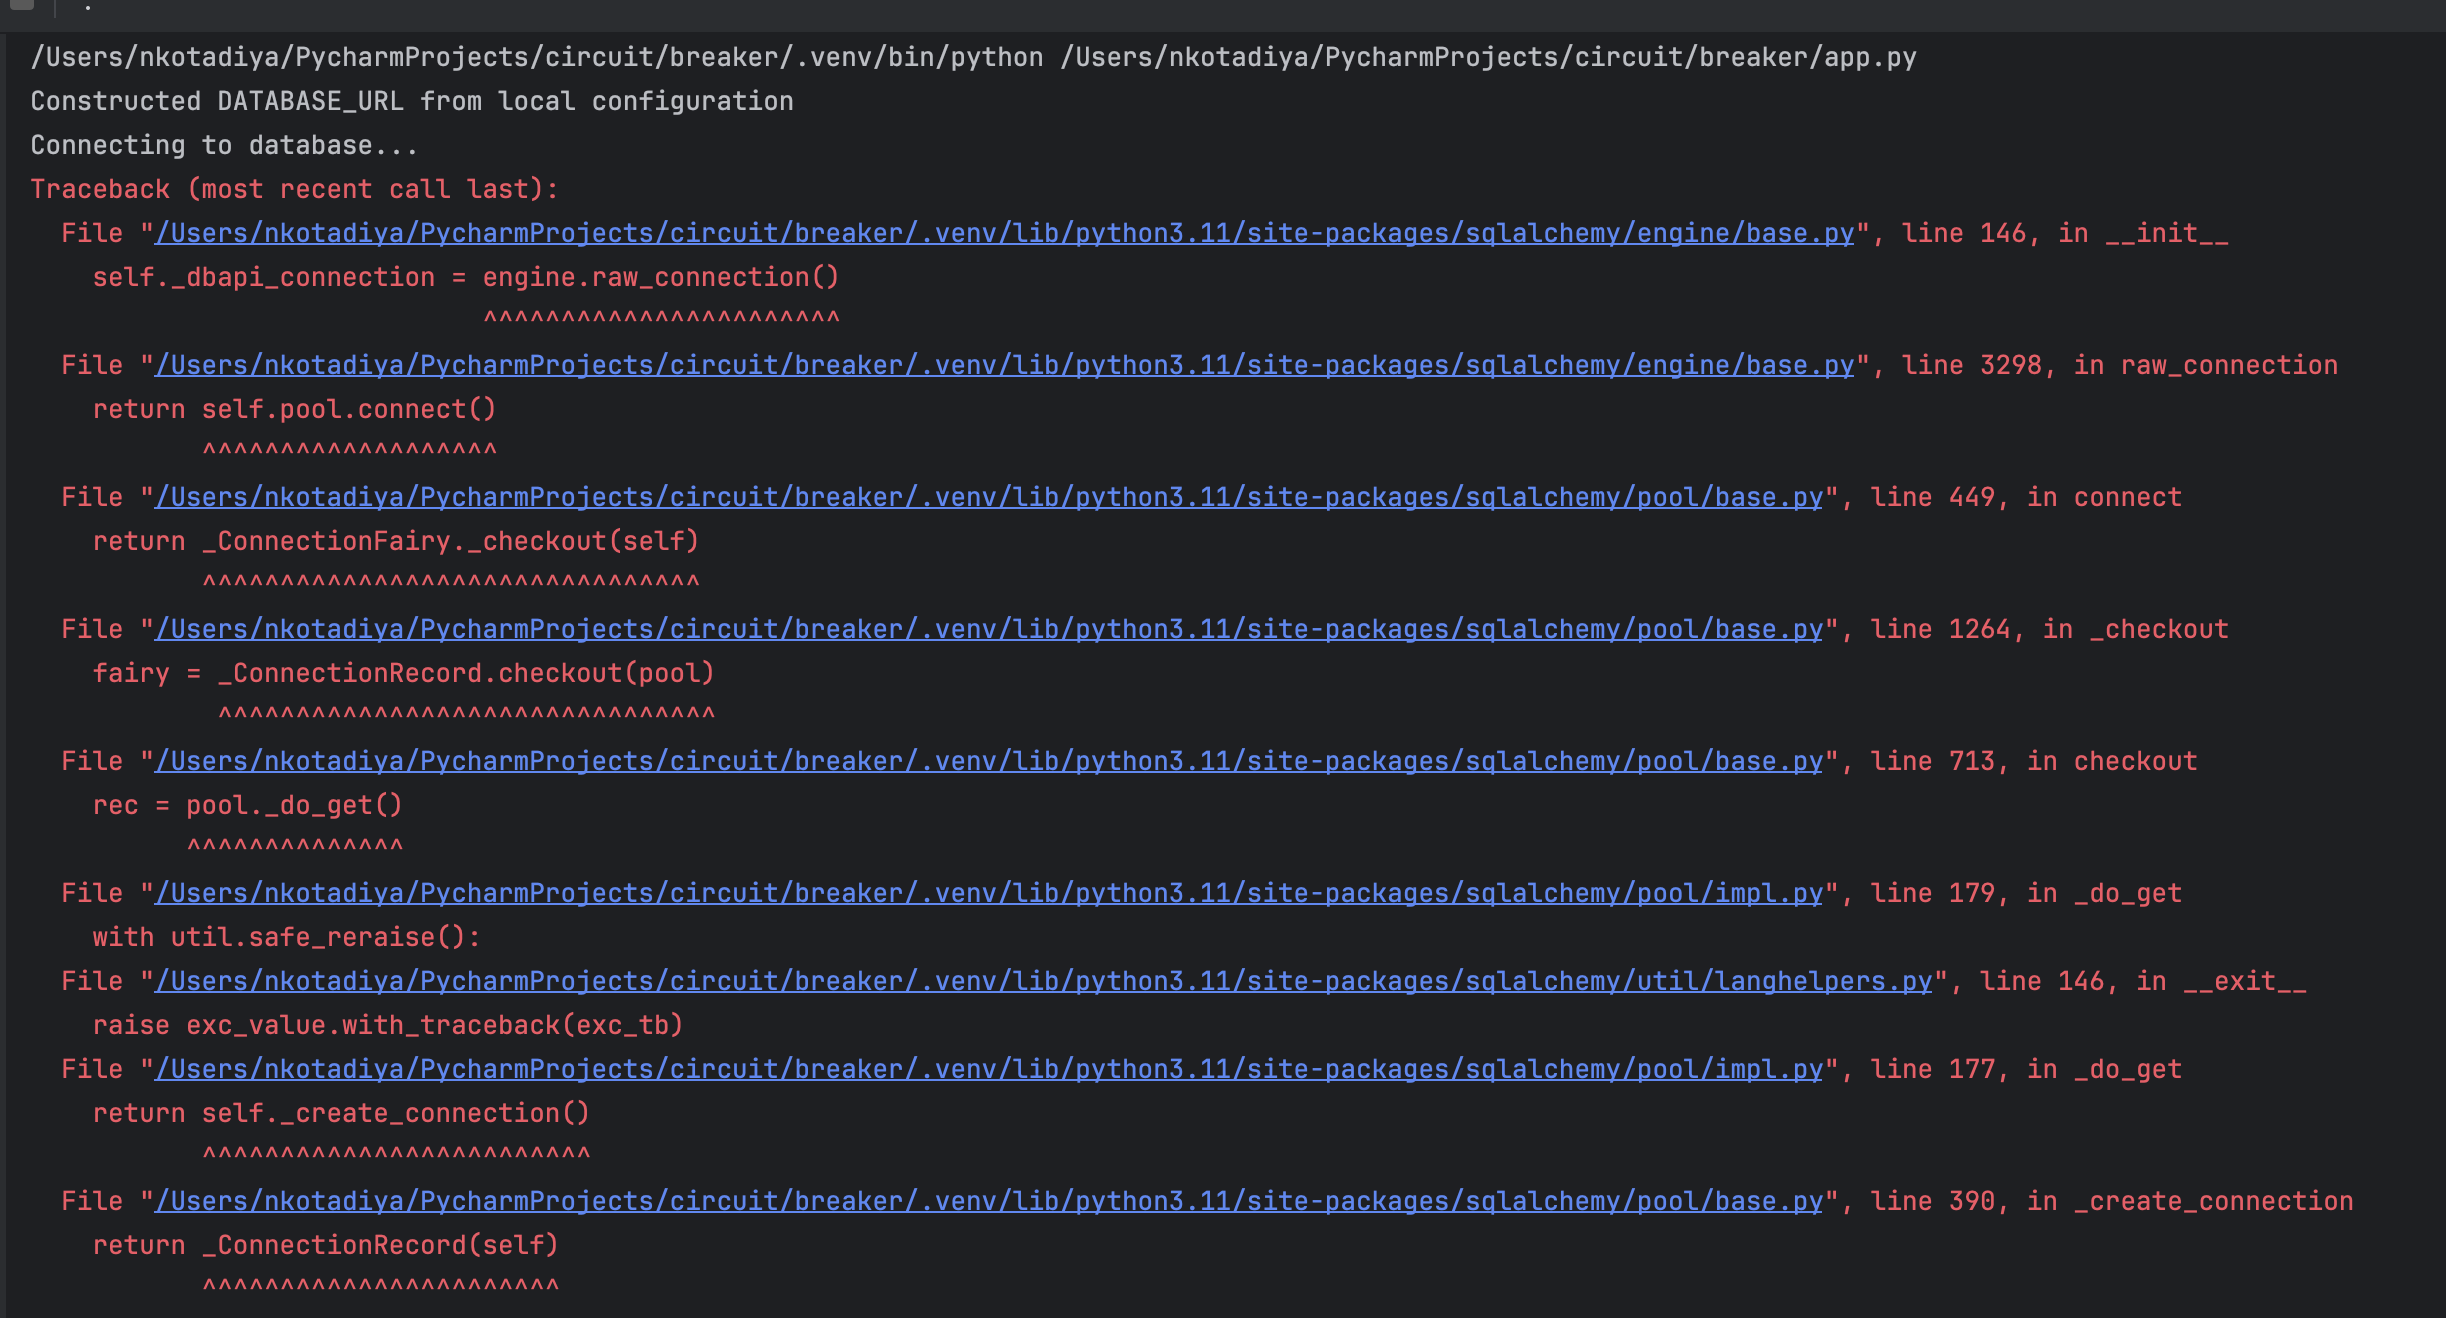 /Users/nkotadiya/PycharmProjects/circuit/breaker/.venv/bin/python /Users/nkotadiya/PycharmProjects/circuit/breaker/app.py
Constructed DATABASE_URL from local configuration
Connecting to database...
Traceback (most recent call last):
  File "/Users/nkotadiya/PycharmProjects/circuit/breaker/.venv/lib/python3.11/site-packages/sqlalchemy/engine/base.py", line 146, in __init__
    self._dbapi_connection = engine.raw_connection()
                             ^^^^^^^^^^^^^^^^^^^^^^^
  File "/Users/nkotadiya/PycharmProjects/circuit/breaker/.venv/lib/python3.11/site-packages/sqlalchemy/engine/base.py", line 3298, in raw_connection
    return self.pool.connect()
           ^^^^^^^^^^^^^^^^^^^
  File "/Users/nkotadiya/PycharmProjects/circuit/breaker/.venv/lib/python3.11/site-packages/sqlalchemy/pool/base.py", line 449, in connect
    return _ConnectionFairy._checkout(self)
           ^^^^^^^^^^^^^^^^^^^^^^^^^^^^^^^^
  File "/Users/nkotadiya/PycharmProjects/circuit/breaker/.venv/lib/python3.11/site-packages/sqlalchemy/pool/base.py", line 1264, in _checkout
    fairy = _ConnectionRecord.checkout(pool)
            ^^^^^^^^^^^^^^^^^^^^^^^^^^^^^^^^
  File "/Users/nkotadiya/PycharmProjects/circuit/breaker/.venv/lib/python3.11/site-packages/sqlalchemy/pool/base.py", line 713, in checkout
    rec = pool._do_get()
          ^^^^^^^^^^^^^^
  File "/Users/nkotadiya/PycharmProjects/circuit/breaker/.venv/lib/python3.11/site-packages/sqlalchemy/pool/impl.py", line 179, in _do_get
    with util.safe_reraise():
  File "/Users/nkotadiya/PycharmProjects/circuit/breaker/.venv/lib/python3.11/site-packages/sqlalchemy/util/langhelpers.py", line 146, in __exit__
    raise exc_value.with_traceback(exc_tb)
  File "/Users/nkotadiya/PycharmProjects/circuit/breaker/.venv/lib/python3.11/site-packages/sqlalchemy/pool/impl.py", line 177, in _do_get
    return self._create_connection()
           ^^^^^^^^^^^^^^^^^^^^^^^^^
  File "/Users/nkotadiya/PycharmProjects/circuit/breaker/.venv/lib/python3.11/site-packages/sqlalchemy/pool/base.py", line 390, in _create_connection
    return _ConnectionRecord(self)
           ^^^^^^^^^^^^^^^^^^^^^^^